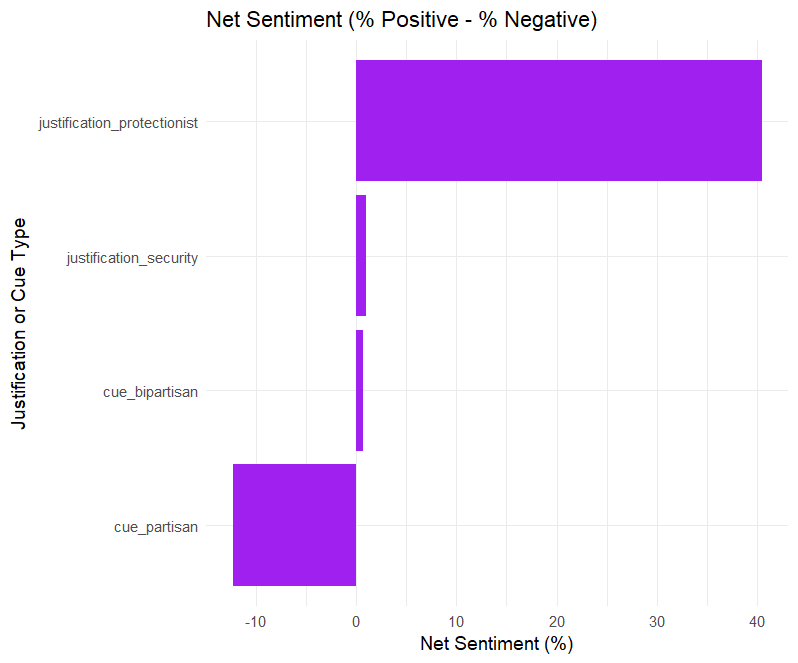 Net Sentiment (% Positive - % Negative)
Justification or Cue Type
justification_protectionist
justification_security
cue_bipartisan
cue_partisan
-10 0 10 20 30 40
Net Sentiment (%)